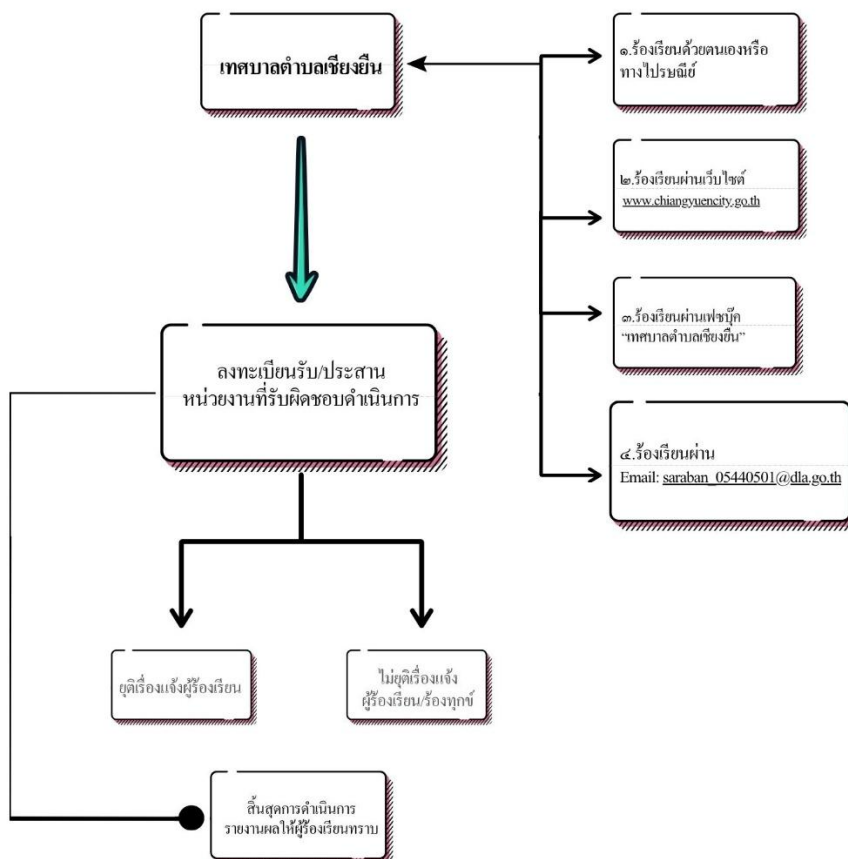 เทศบาลตำบลเชียงยืน
๑.ร้องเรียนด้วยตนเองหรือ
ทางไปรษณีย์
๒.ร้องเรียนผ่านเว็บไซต์
www.chiangyuencity.go.th
๓.ร้องเรียนผ่านเฟซบุ๊ค
“เทศบาลตำบลเชียงยืน”
๔.ร้องเรียนผ่าน
Email: saraban_05440501@dla.go.th
ลงทะเบียนรับ/ประสาน
หน่วยงานที่รับผิดชอบดำเนินการ
ยุติเรื่องแจ้งผู้ร้องเรียน
ไม่ยุติเรื่องแจ้ง
ผู้ร้องเรียน/ร้องทุกข์
สิ้นสุดการดำเนินการ
รายงานผลให้ผู้ร้องเรียนทราบ